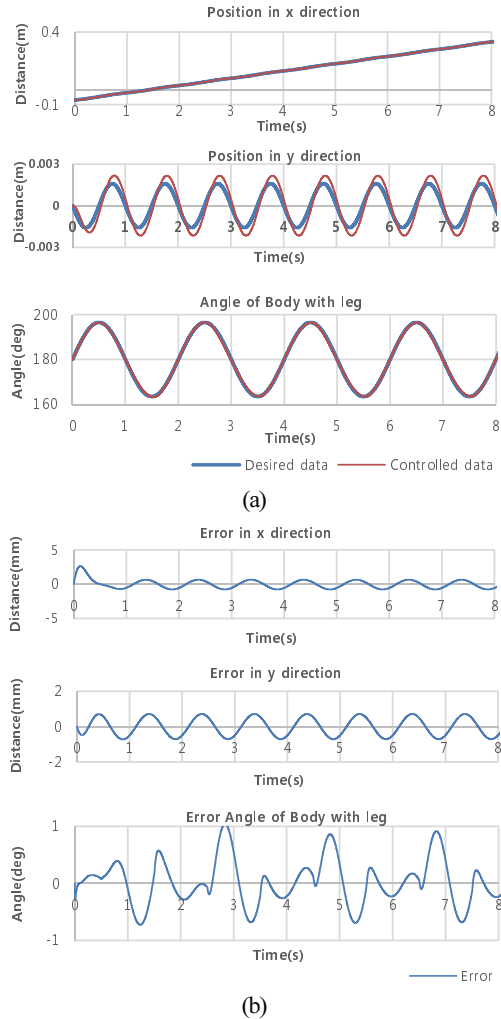 Position in x direction
0.4
-0.1
Distance(m)
0 1 2 3 4 5 6 7 8
Time(s)
Position in y direction
0.003
0
-0.003
Distance(m)
0 1 2 3 4 5 6 7 8
Time(s)
Angle of Body with leg
200
180
160
Angle(deg)
0 1 2 3 4 5 6 7 8
Time(s)
Desired data Controlled data
(a)
Error in x direction
5
0
-5
Distance(mm)
0 1 2 3 4 5 6 7 8
Time(s)
Error in y direction
2
0
-2
Distance(mm)
0 1 2 3 4 5 6 7 8
Time(s)
Error Angle of Body with leg
1
0
-1
Angle(deg)
0 1 2 3 4 5 6 7 8
Time(s)
Error
(b)